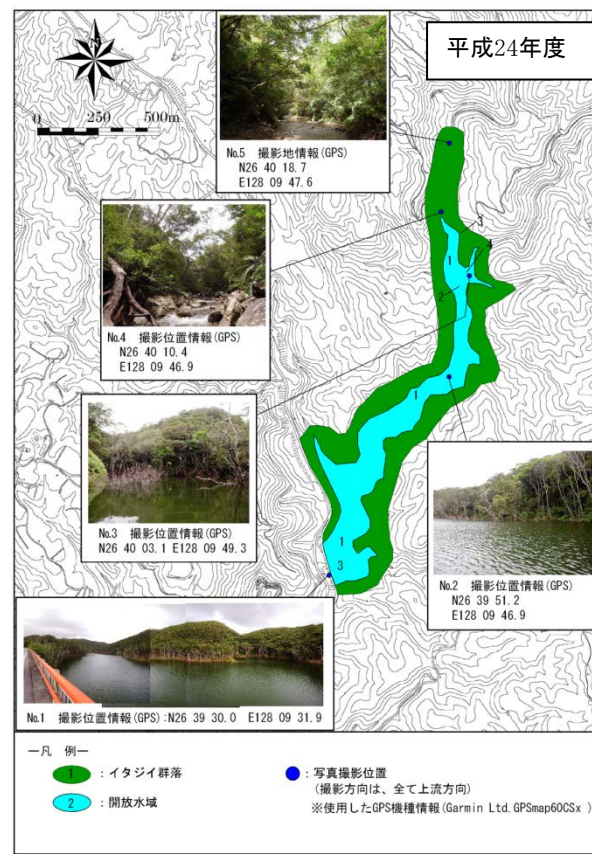 平成24年度
N
0 250 500m
No.5 撮影地情報(GPS)
N26 40 18.7
E128 09 47.6
No.4 撮影位置情報(GPS)
N26 40 10.4
E128 09 46.9
No.3 撮影位置情報(GPS)
N26 40 03.1 E128 09 49.3
No.2 撮影位置情報(GPS)
N26 39 51.2
E128 09 46.9
No.1 撮影位置情報(GPS):N26 39 30.0 E128 09 31.9
3
1
4
2
1
1
3
―凡 例―
1 :イタジイ群落
2 :開放水域
:写真撮影位置
(撮影方向は、全て上流方向)
※使用したGPS機種情報(Garmin Ltd.GPSmap60CSx )